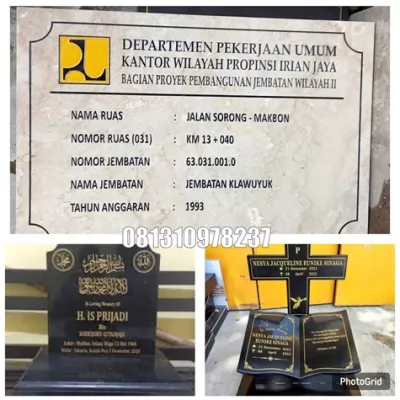 DEPARTEMEN PEKERJAAN UMUM
KANTOR WILAYAH PROPINSI IRIAN JAYA
BAGIAN PROYEK PEMBANGUNAN JEMBATAN WILAYAH II
NAMA RUAS : JALAN SORONG - MAKBON
NOMOR RUAS (031) : KM 13 + 040
NOMOR JEMBATAN : 63.031.001.0
NAMA JEMBATAN : JEMBATAN KLAWUYUK
TAHUN ANGGARAN : 1993
081310978237
In Loving Memory Of
H. IS PRIJADI
Bin
P
NESYA JACQUELINE EUNIKE SINAGA
NESYA JACQUELINE
EUNIKE SINAGA
PhotoGrid